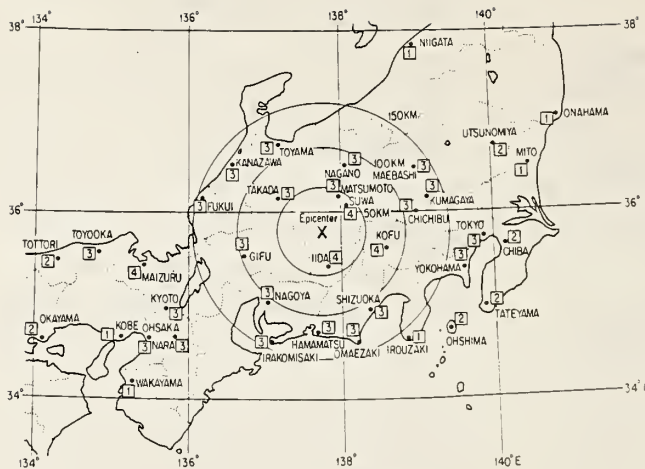 134° 136° 138° 140°
38° 38°
NIIGATA
1
150KM
ONAHAMA
1
UTSUNOMIYA
2
MITO
1
TOYAMA
3
KANAZAWA
3
NAGANO
3
100KM
MAEBASHI
3
TAKADA
3
MATSUMOTO
3
SUWA
4
50KM
KUMAGAYA
3
CHICHIBU
3
FUKUI
3
36° 36°
Epicenter
X
TOKYO
3
CHIBA
2
KOFU
4
TOYOOKA
3
TOTTORI
2
MAIZURU
4
GIFU
3
IIDA
4
YOKOHAMA
3
KYOTO
3
NAGOYA
3
SHIZUOKA
3
TATEYAMA
2
OKAYAMA
2
KOBE
1
OHSAKA
3
NARA
3
IRAKOMISAKI
3
HAMAMATSU
3
OMAEZAKI
3
IROUZAKI
1
OHSHIMA
2
WAKAYAMA
1
34° 34°
134° 136° 138° 140°E